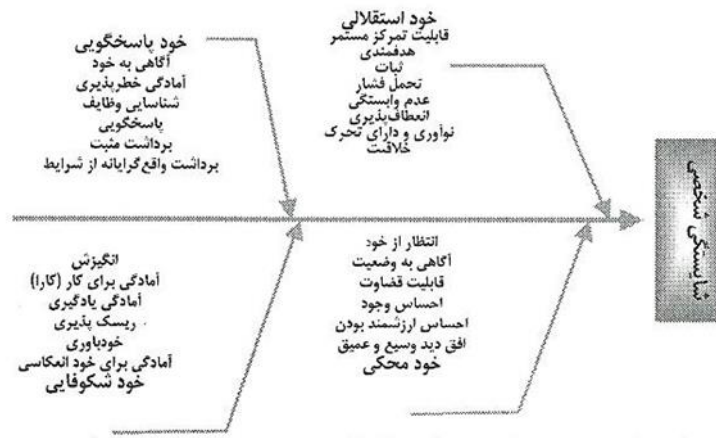 خود استقلالی
قابلیت تمرکز مستمر
هدفمندی
ثبات
تحمل فشار
عدم وابستگی
انعطاف‌پذیری
نوآوری و دارای تحرک
خلاقیت
خود پاسخگویی
آگاهی به خود
آمادگی خطرپذیری
شناسایی وظایف
پاسخگویی
برداشت مثبت
برداشت واقع‌گرایانه از شرایط
شایستگی شخصی
انتظار از خود
آگاهی به وضعیت
قابلیت قضاوت
احساس وجود
احساس ارزشمند بودن
افق دید وسیع و عمیق
خود محکی
انگیزش
آمادگی برای کار (کارا)
آمادگی یادگیری
ریسک پذیری
خودباوری
آمادگی برای خود انعکاسی
خود شکوفایی